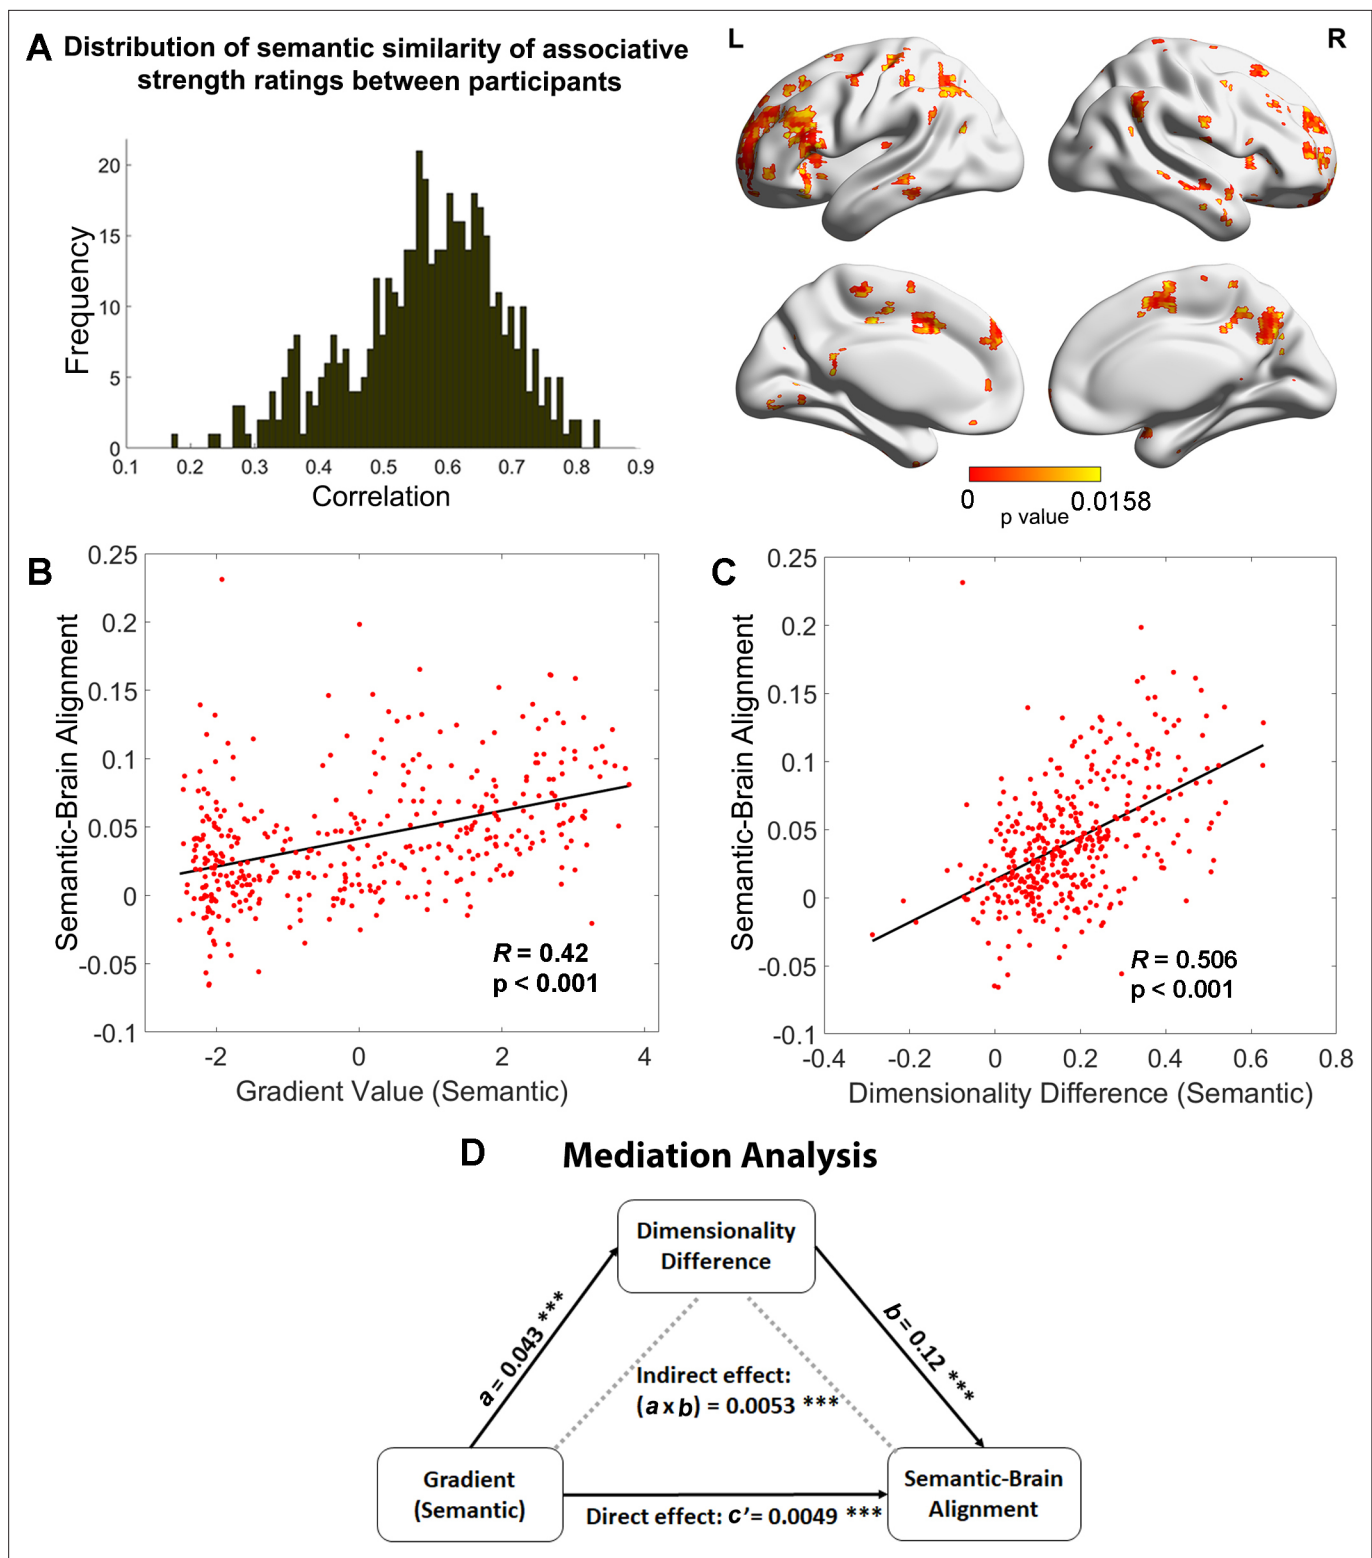 A Distribution of semantic similarity of associative
strength ratings between participants
Frequency
20
15
10
5
0
0.1 0.2 0.3 0.4 0.5 0.6 0.7 0.8 0.9
Correlation
L
R
0
0.0158
p value
B
Semantic-Brain Alignment
0.25
0.2
0.15
0.1
0.05
0
-0.05
-0.1
R = 0.42
p < 0.001
-2 0 2 4
Gradient Value (Semantic)
C
Semantic-Brain Alignment
0.25
0.2
0.15
0.1
0.05
0
-0.05
-0.1
R = 0.506
p < 0.001
-0.4 -0.2 0 0.2 0.4 0.6 0.8
Dimensionality Difference (Semantic)
D Mediation Analysis
Dimensionality
Difference
a = 0.043 ***
b = 0.12 ***
Indirect effect:
(a x b) = 0.0053 ***
Gradient
(Semantic)
Direct effect: c’= 0.0049 ***
Semantic-Brain
Alignment